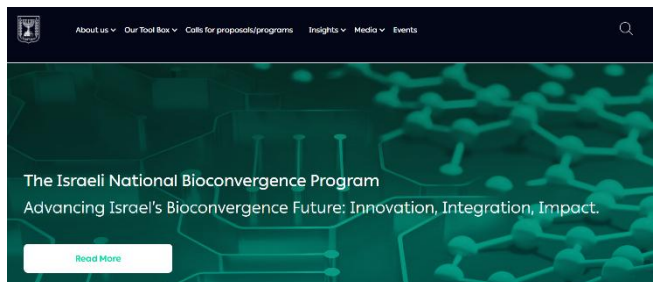 About us Our Tool Box Calls for proposals/programs Insights Media Events
The Israeli National Bioconvergence Program
Advancing Israel's Bioconvergence Future: Innovation, Integration, Impact.
Read More